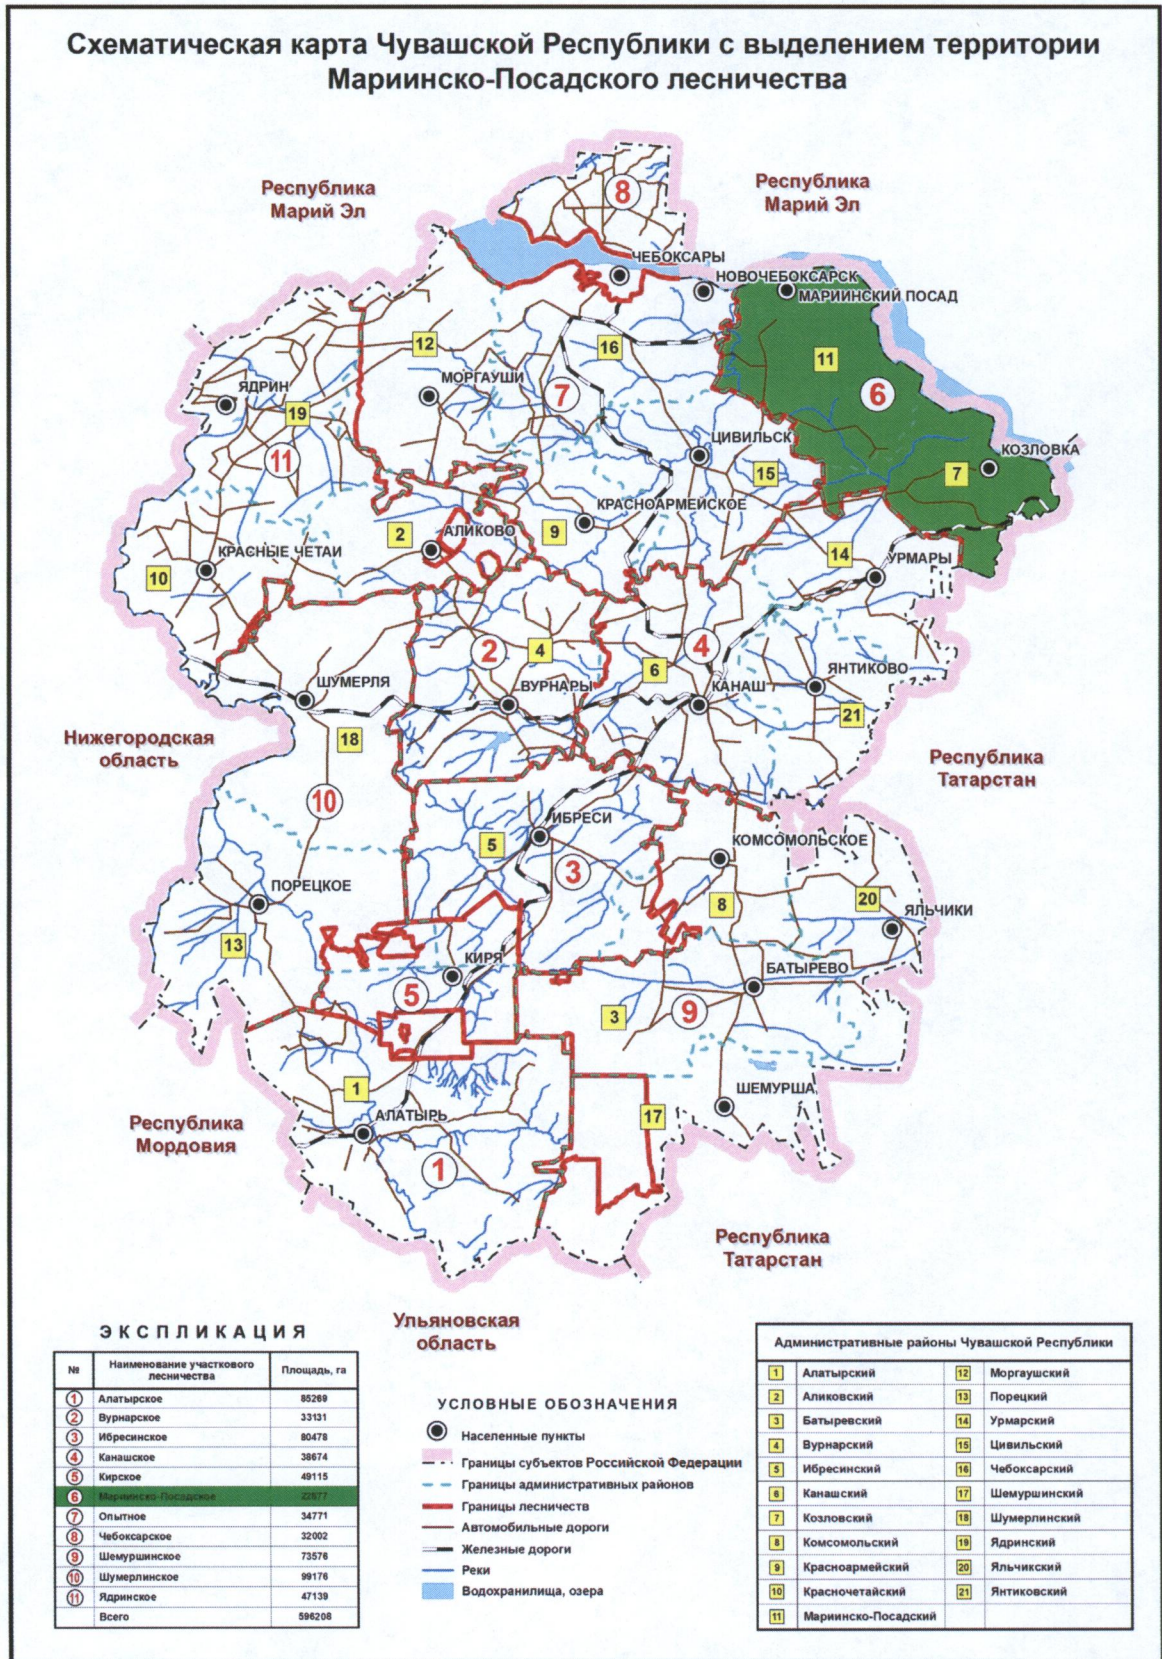 Схематическая карта Чувашской Республики с выделением территории
Мариинско-Посадского лесничества
Республика
Марий Эл
Республика
Марий Эл
8
ЧЕБОКСАРЫ
НОВОЧЕБОКСАРСК
МАРИИНСКИЙ ПОСАД
12
16
11
ЯДРИН
МОРГАУШИ
7
6
19
ЦИВИЛЬСК
КОЗЛОВКА
11
15
7
КРАСНОАРМЕЙСКОЕ
2
АЛИКОВО
9
КРАСНЫЕ ЧЕТАИ
14
УРМАРЫ
10
2
4
4
6
ЯНТИКОВО
ШУМЕРЛЯ
ВУРНАРЫ
КАНАШ
21
Нижегородская
область
18
Республика
Татарстан
10
ИБРЕСИ
5
КОМСОМОЛЬСКОЕ
3
ПОРЕЦКОЕ
8
20
ЯЛЬЧИКИ
13
КИРЯ
БАТЫРЕВО
5
3
9
1
ШЕМУРША
Республика
Мордовия
АЛАТЫРЬ
17
1
Республика
Татарстан
Ульяновская
область
ЭКСПЛИКАЦИЯ
№ Наименование участкового лесничества Площадь, га
1 Алатырское 85269
2 Вурнарское 33131
3 Ибресинское 80478
4 Канашское 38674
5 Кирское 49115
6 Мариинско-Посадское 22877
7 Опытное 34771
8 Чебоксарское 32002
9 Шемуршинское 73576
10 Шумерлинское 99176
11 Ядринское 47139
Всего 596208
УСЛОВНЫЕ ОБОЗНАЧЕНИЯ
Населенные пункты
Границы субъектов Российской Федерации
Границы административных районов
Границы лесничеств
Автомобильные дороги
Железные дороги
Реки
Водохранилища, озера
Административные районы Чувашской Республики
1 Алатырский 12 Моргаушский
2 Аликовский 13 Порецкий
3 Батыревский 14 Урмарский
4 Вурнарский 15 Цивильский
5 Ибресинский 16 Чебоксарский
6 Канашский 17 Шемуршинский
7 Козловский 18 Шумерлинский
8 Комсомольский 19 Ядринский
9 Красноармейский 20 Яльчикский
10 Красночетайский 21 Янтиковский
11 Мариинско-Посадский